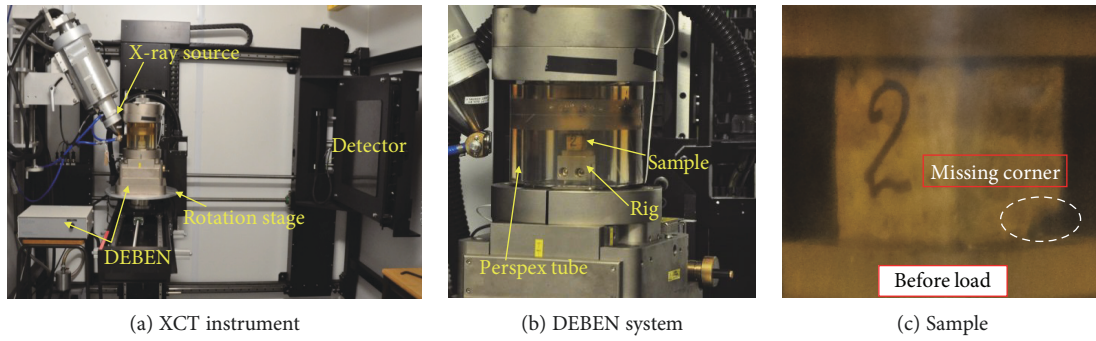 X-ray source
Detector
Rotation stage
DEBEN
Sample
Rig
Perspex tube
2
Missing corner
Before load
(a) XCT instrument
(b) DEBEN system
(c) Sample